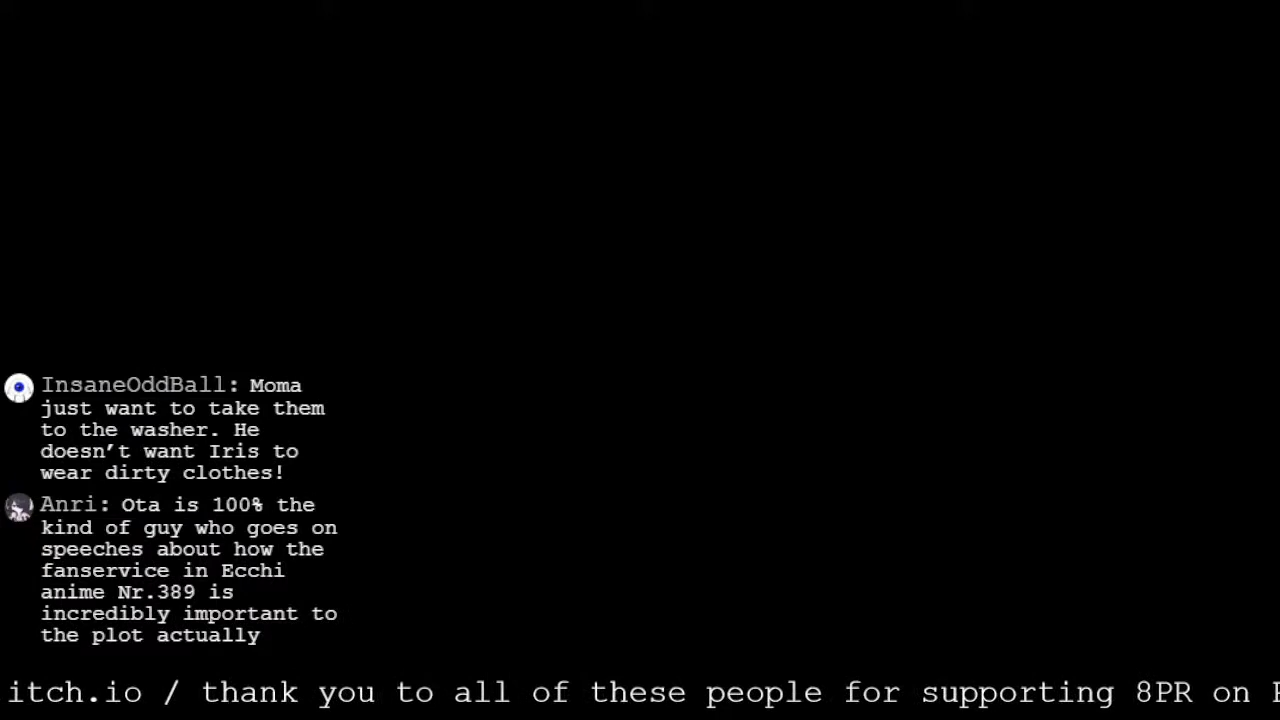 InsaneOddBall: Moma
just want to take them
to the washer. He
doesn’t want Iris to
wear dirty clothes!
Anri: Ota is 100% the
kind of guy who goes on
speeches about how the
fanservice in Ecchi
anime Nr.389 is
incredibly important to
the plot actually
itch.io / thank you to all of these people for supporting 8PR on